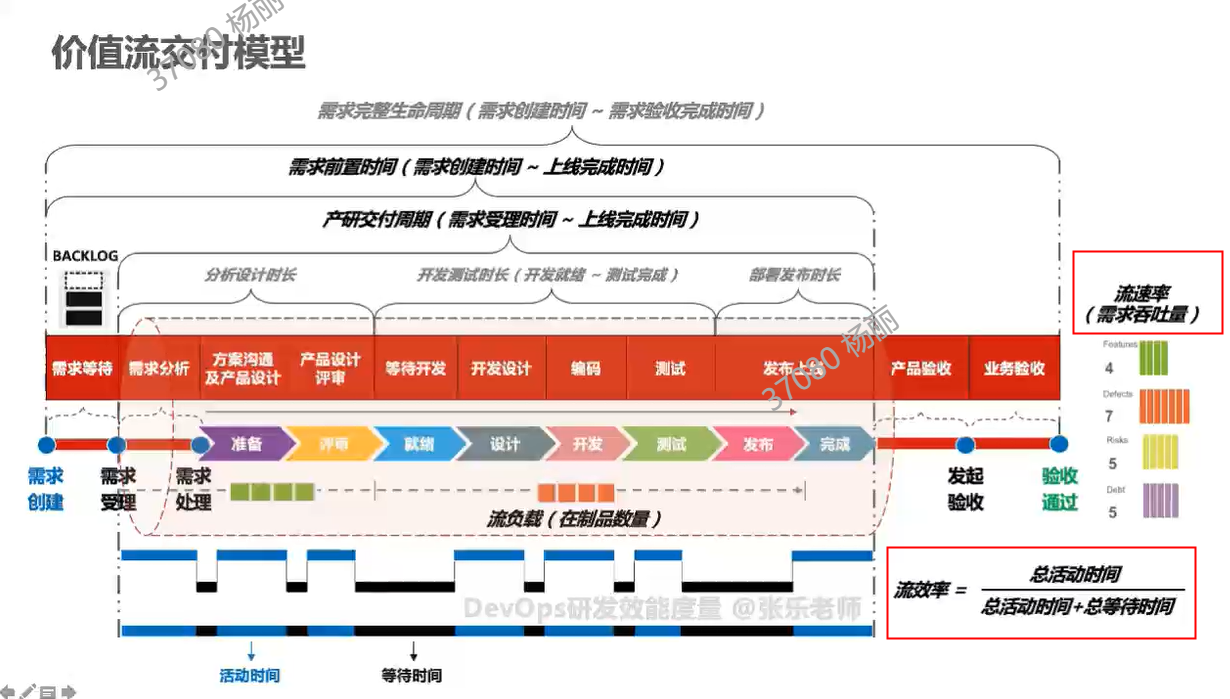 价值流交付模型
37080 杨丽
需求完整生命周期（需求创建时间 ~ 需求验收完成时间）
需求前置时间（需求创建时间 ~ 上线完成时间）
产研交付周期（需求受理时间 ~ 上线完成时间）
BACKLOG
分析设计时长
开发测试时长（开发就绪 ~ 测试完成）
部署发布时长
流速率
（需求吞吐量）
需求等待
需求分析
方案沟通
及产品设计
产品设计
评审
等待开发
开发设计
编码
测试
发布上线
产品验收
业务验收
37080 杨丽
Features
4
Defects
7
Risks
5
Debt
5
准备
评审
就绪
设计
开发
测试
发布
完成
需求
创建
需求
受理
需求
处理
发起
验收
验收
通过
流负载（在制品数量）
流效率 =
总活动时间
总活动时间+总等待时间
DevOps研发效能度量 @张乐老师
活动时间
等待时间